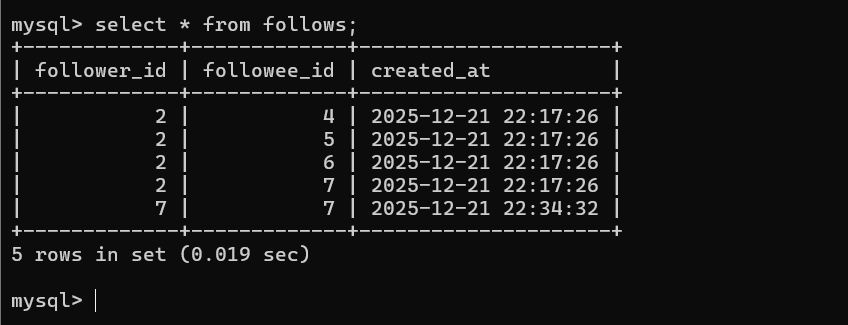 mysql> select * from follows;
+-------------+-------------+---------------------+
| follower_id | followee_id | created_at          |
+-------------+-------------+---------------------+
|           2 |           4 | 2025-12-21 22:17:26 |
|           2 |           5 | 2025-12-21 22:17:26 |
|           2 |           6 | 2025-12-21 22:17:26 |
|           2 |           7 | 2025-12-21 22:17:26 |
|           7 |           7 | 2025-12-21 22:34:32 |
+-------------+-------------+---------------------+
5 rows in set (0.019 sec)
mysql>